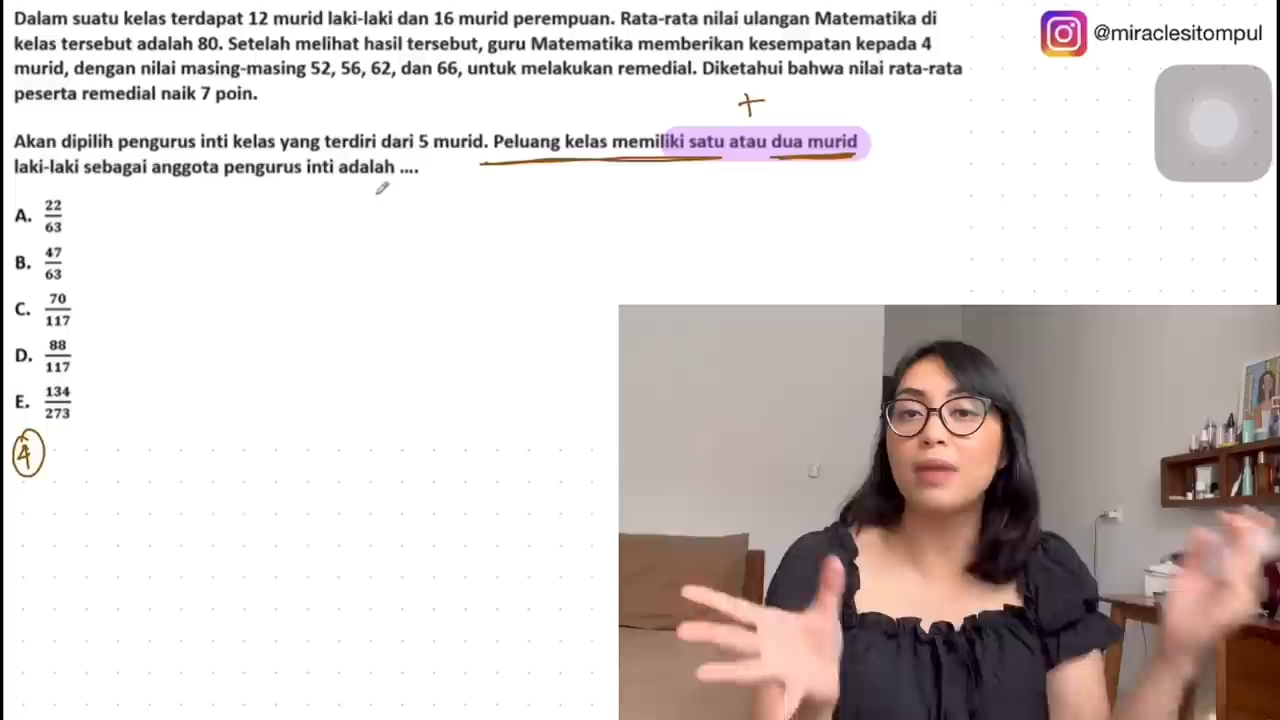 Dalam suatu kelas terdapat 12 murid laki-laki dan 16 murid perempuan. Rata-rata nilai ulangan Matematika di
kelas tersebut adalah 80. Setelah melihat hasil tersebut, guru Matematika memberikan kesempatan kepada 4
murid, dengan nilai masing-masing 52, 56, 62, dan 66, untuk melakukan remedial. Diketahui bahwa nilai rata-rata
peserta remedial naik 7 poin.
@miraclesitompul
+
Akan dipilih pengurus inti kelas yang terdiri dari 5 murid. Peluang kelas memiliki satu atau dua murid
laki-laki sebagai anggota pengurus inti adalah ....
A. 22/63
B. 47/63
C. 70/117
D. 88/117
E. 134/273
4